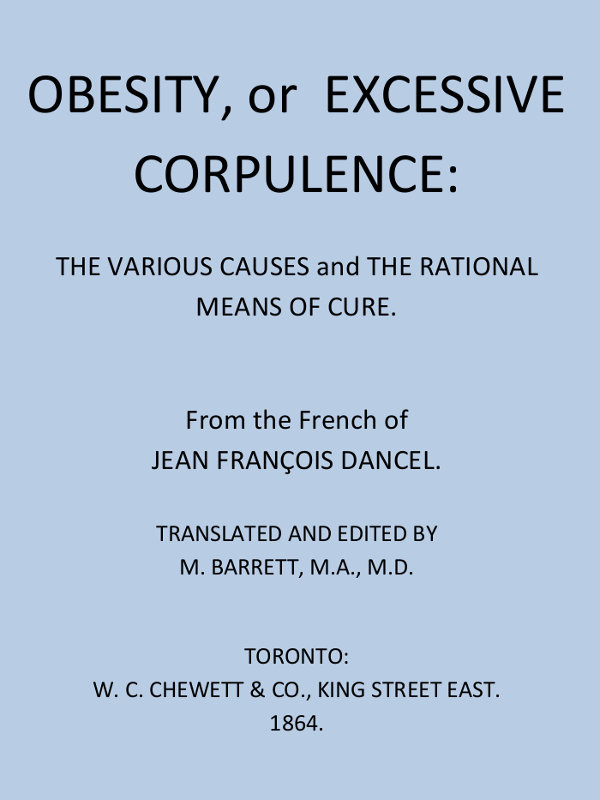 OBESITY, or EXCESSIVE
CORPULENCE:
THE VARIOUS CAUSES and THE RATIONAL
MEANS OF CURE.
From the French of
JEAN FRANÇOIS DANCEL.
TRANSLATED AND EDITED BY
M. BARRETT, M.A., M.D.
TORONTO:
W. C. CHEWETT & CO., KING STREET EAST.
1864.